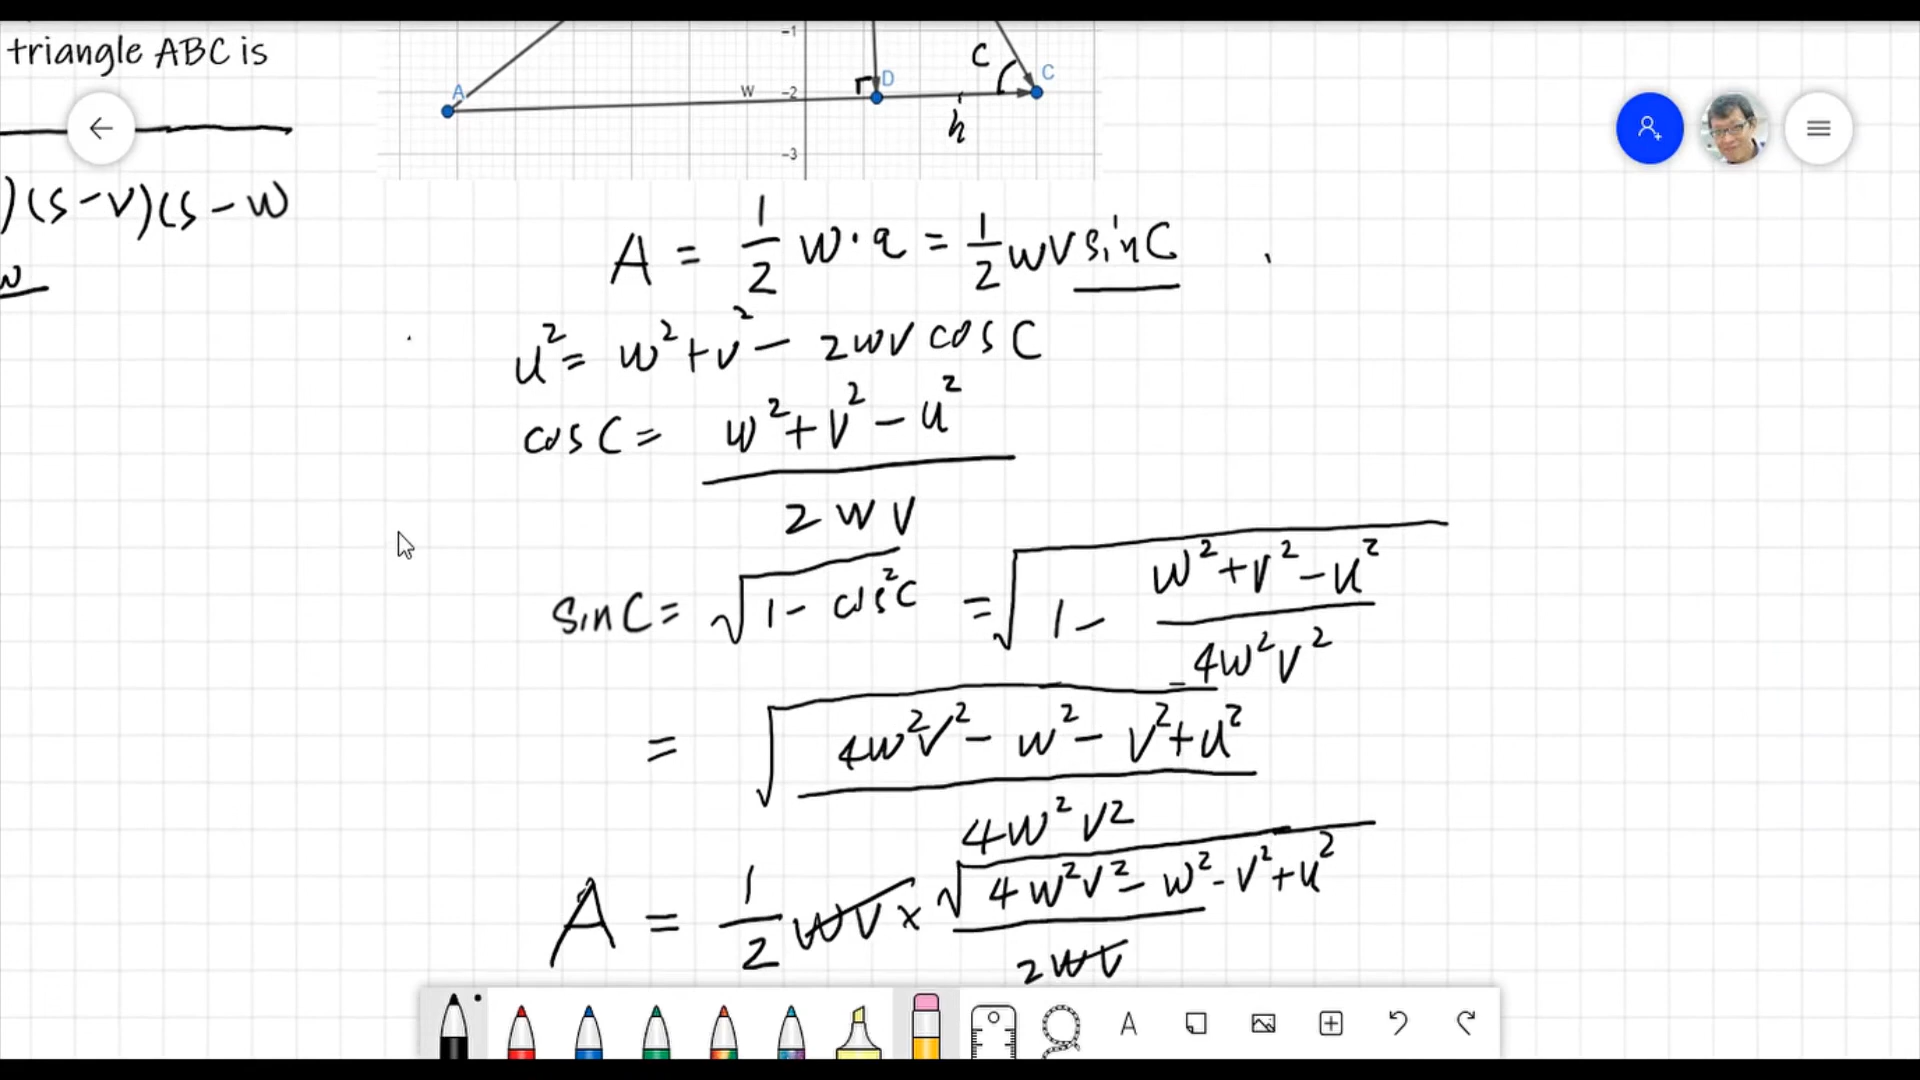 triangle ABC is
)(s-v)(s-w
w
-1
C
C
A
w
-2
D
h
-3
A = 1/2 w·q = 1/2 wv sin C
u² = w² + v² - 2wv cos C
cos C = (w² + v² - u²) / 2wv
sin C = √(1 - cos²C) = √(1 - (w² + v² - u²) / 4w²v²)
= √((4w²v² - w² - v² + u²) / 4w²v²)
A = 1/2 wv × √(4w²v² - w² - v² + u²) / 2wv
A